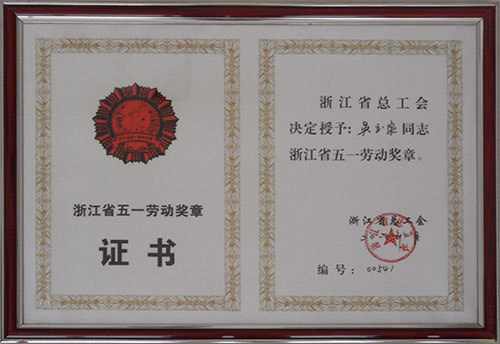 浙江省五一劳动奖章
证书
浙江省总工会
决定授予:吴 同志
浙江省五一劳动奖章。
浙江省总工会
编号: 00541